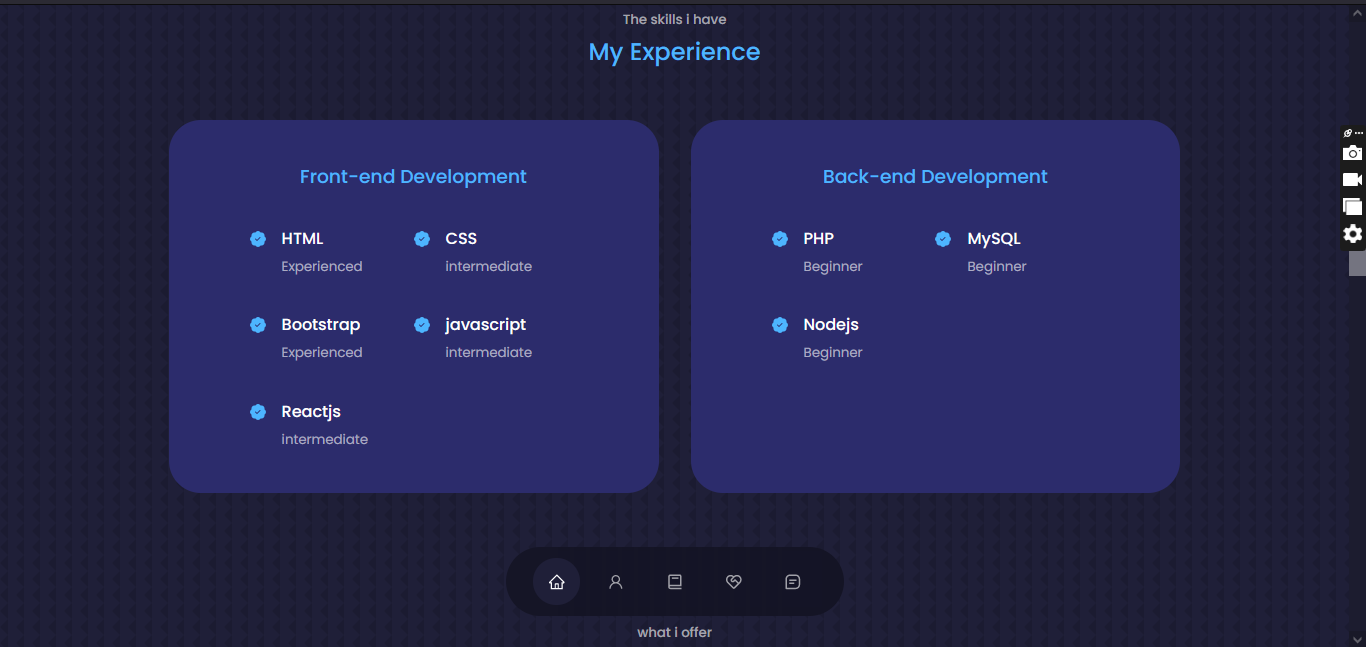 The skills i have
My Experience
Front-end Development
HTML
Experienced
CSS
intermediate
Bootstrap
Experienced
javascript
intermediate
Reactjs
intermediate
Back-end Development
PHP
Beginner
MySQL
Beginner
Nodejs
Beginner
what i offer